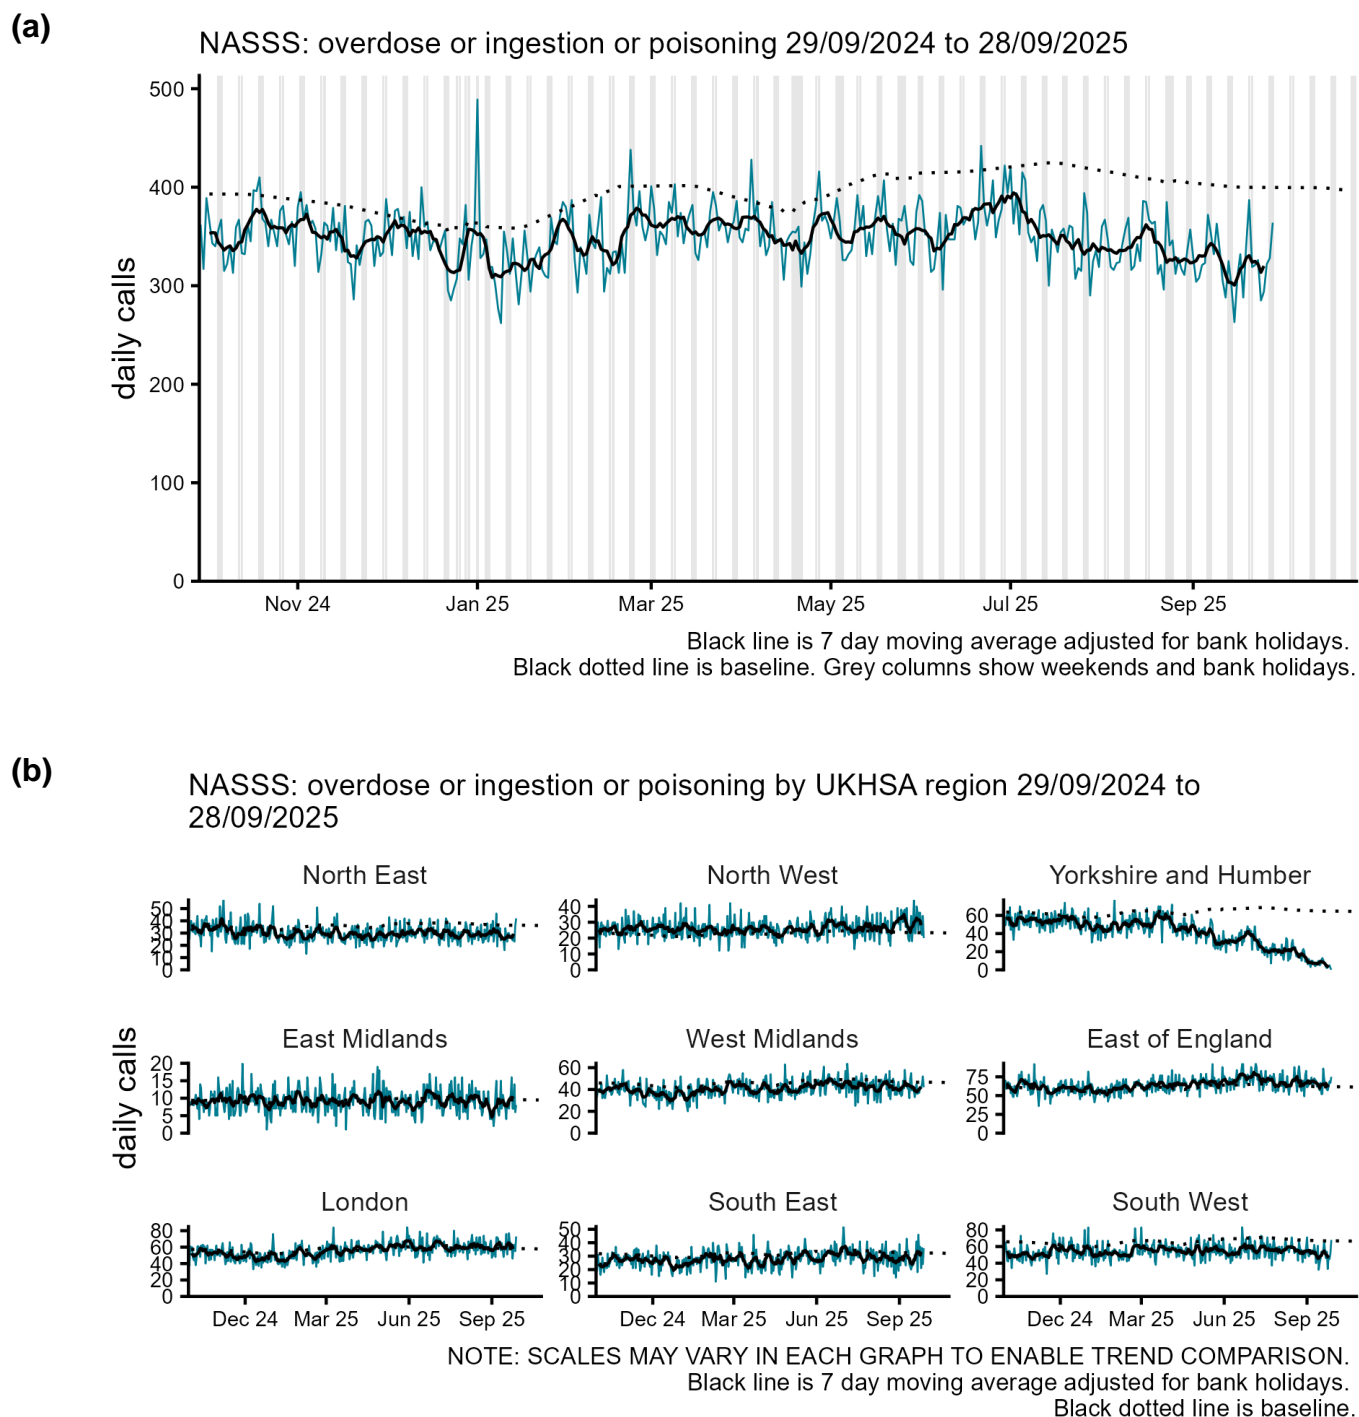 (a)
NASSS: overdose or ingestion or poisoning 29/09/2024 to 28/09/2025
500
400
300
200
100
0
daily calls
Nov 24 Jan 25 Mar 25 May 25 Jul 25 Sep 25
Black line is 7 day moving average adjusted for bank holidays.
Black dotted line is baseline. Grey columns show weekends and bank holidays.
(b)
NASSS: overdose or ingestion or poisoning by UKHSA region 29/09/2024 to
28/09/2025
daily calls
North East
50
40
30
20
10
0
North West
40
30
20
10
0
Yorkshire and Humber
60
40
20
0
East Midlands
20
15
10
5
0
West Midlands
60
40
20
0
East of England
75
50
25
0
London
80
60
40
20
0
South East
50
40
30
20
10
0
South West
80
60
40
20
0
Dec 24 Mar 25 Jun 25 Sep 25
Dec 24 Mar 25 Jun 25 Sep 25
Dec 24 Mar 25 Jun 25 Sep 25
NOTE: SCALES MAY VARY IN EACH GRAPH TO ENABLE TREND COMPARISON.
Black line is 7 day moving average adjusted for bank holidays.
Black dotted line is baseline.